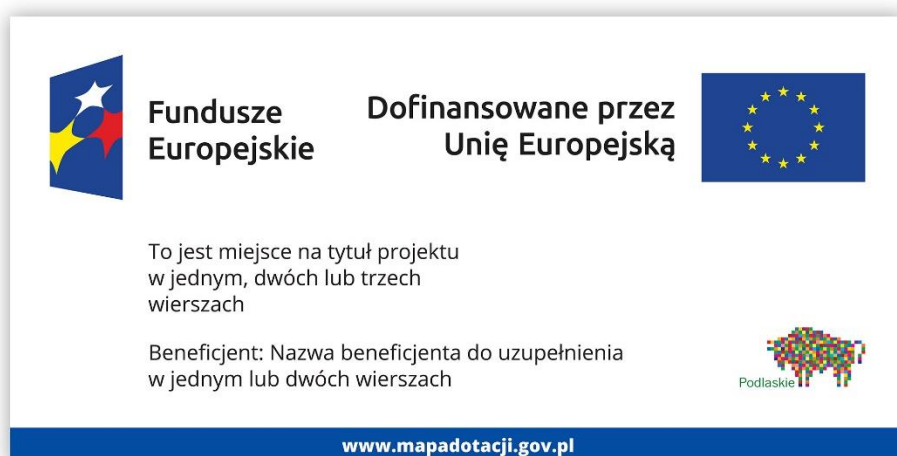 Fundusze
Europejskie
Dofinansowane przez
Unię Europejską
To jest miejsce na tytuł projektu
w jednym, dwóch lub trzech
wierszach
Beneficjent: Nazwa beneficjenta do uzupełnienia
w jednym lub dwóch wierszach
Podlaskie
www.mapadotacji.gov.pl